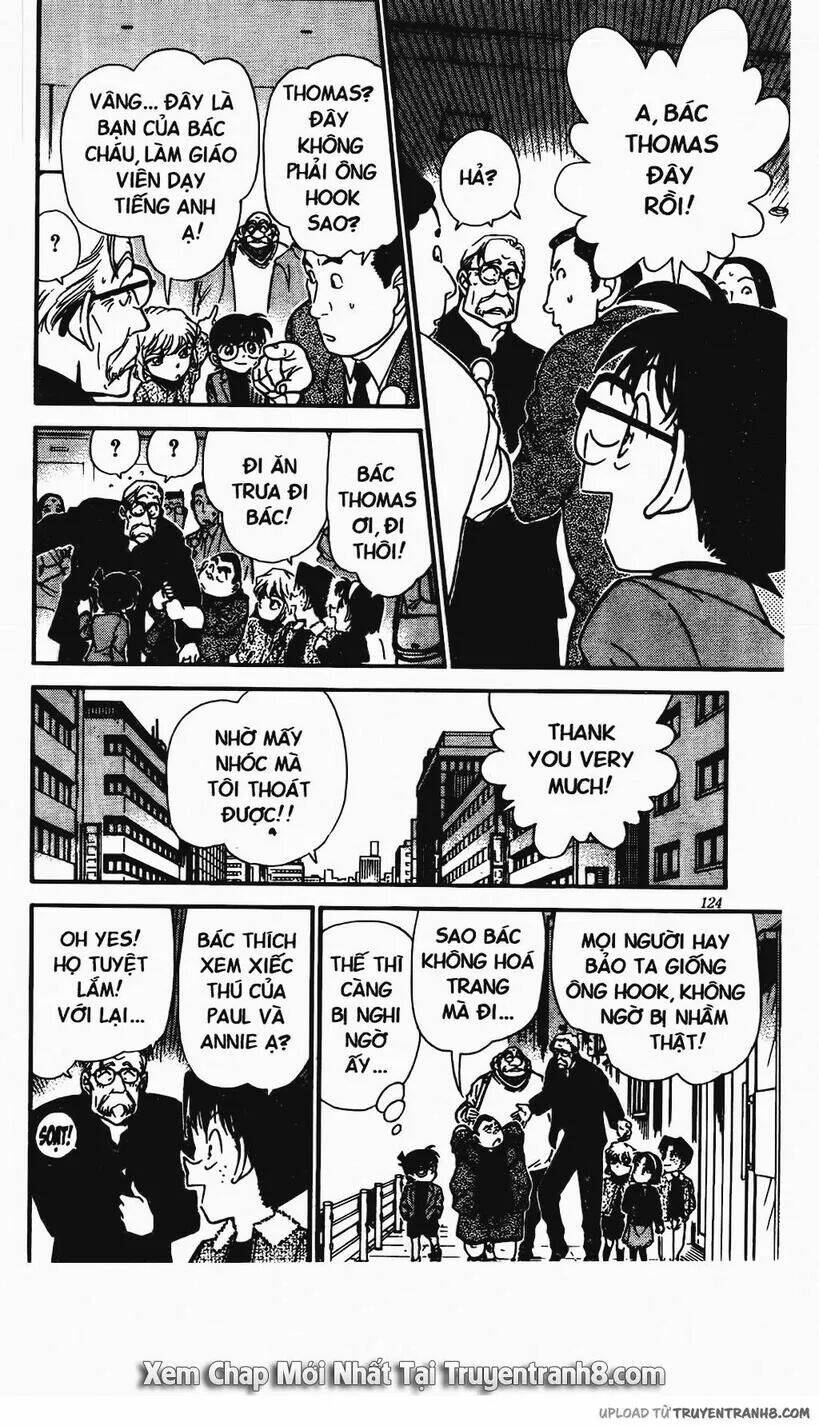 A, BÁC
THOMAS
ĐÂY
RỒI!
HẢ?
THOMAS?
ĐÂY
KHÔNG
PHẢI ÔNG
HOOK
SAO?
VÂNG... ĐÂY LÀ
BẠN CỦA BÁC
CHÁU, LÀM GIÁO
VIÊN DẠY
TIẾNG ANH
Ạ!
?
BÁC
THOMAS
ƠI, ĐI
THÔI!
ĐI ĂN
TRƯA ĐI
BÁC!
?
?
THANK
YOU VERY
MUCH!
NHỜ MẤY
NHÓC MÀ
TÔI THOÁT
ĐƯỢC!!
124
MỌI NGƯỜI HAY
BẢO TA GIỐNG
ÔNG HOOK, KHÔNG
NGỜ BỊ NHẦM
THẬT!
SAO BÁC
KHÔNG HOÁ
TRANG
MÀ ĐI...
THẾ THÌ
CÀNG
BỊ NGHI
NGỜ
ẤY...
BÁC THÍCH
XEM XIẾC
THÚ CỦA
PAUL VÀ
ANNIE Ạ?
OH YES!
HỌ TUYỆT
LẮM!
VỚI LẠI...
SOẠT!
Xem Chap Mới Nhất Tại Truyentranh8.com
UPLOAD TỪ TRUYENTRANH8.COM